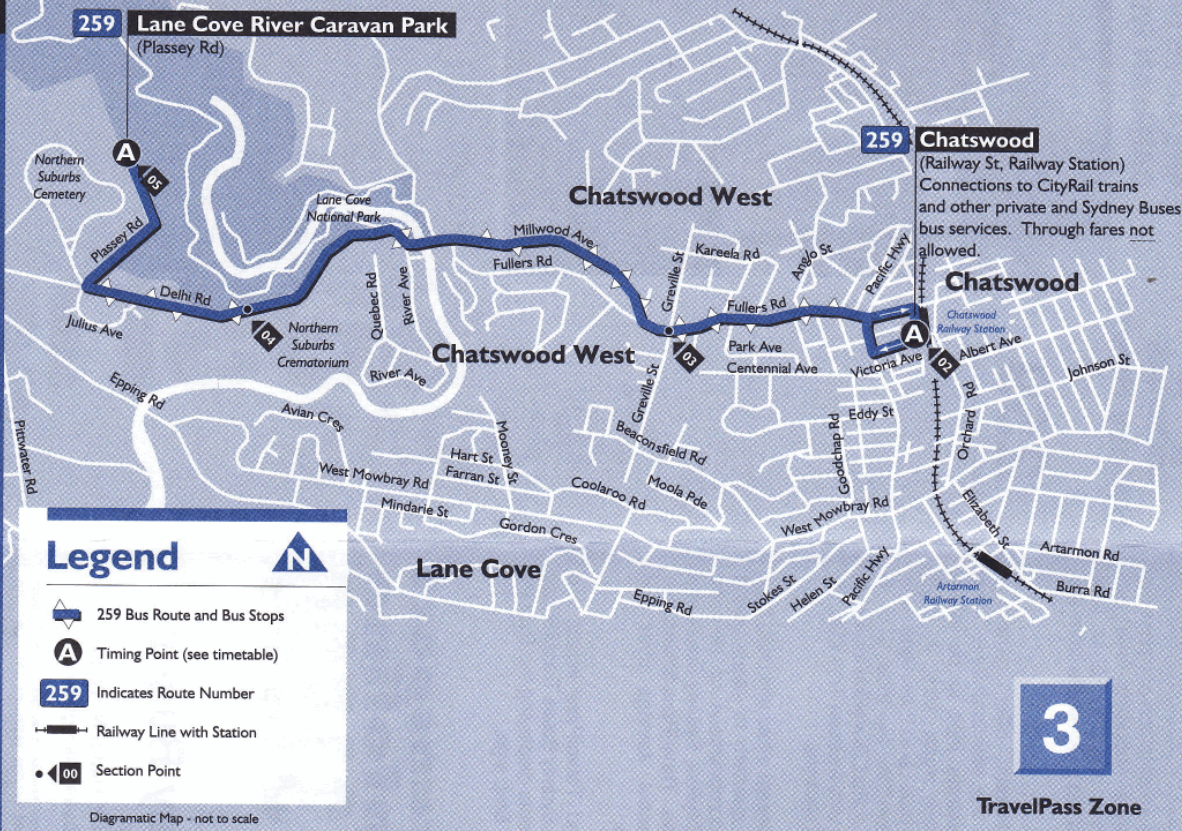 259 Lane Cove River Caravan Park
(Plassey Rd)
259 Chatswood
(Railway St, Railway Station)
Connections to CityRail trains
and other private and Sydney Buses
bus services. Through fares not
allowed.
A
05
Northern
Suburbs
Cemetery
Lane Cove
National Park
Chatswood West
Millwood Ave
Fullers Rd
Greville St
Kareela Rd
Anglo St
Pacific Hwy
Chatswood
Plassey Rd
Delhi Rd
Julius Ave
04
Northern
Suburbs
Crematorium
Quebec Rd
River Ave
Fullers Rd
Chatswood
Railway Station
A
02
Albert Ave
Chatswood West
03
Park Ave
Centennial Ave
Victoria Ave
Johnson St
River Ave
Epping Rd
Avian Cres
Greville St
Eddy St
Goodchap Rd
Orchard Rd
Pittwater Rd
Mooney St
Hart St
Farran St
Beaconsfield Rd
West Mowbray Rd
Mindarie St
Coolaroo Rd
Moola Pde
Gordon Cres
West Mowbray Rd
Elizabeth St
Artarmon Rd
Burra Rd
Artarmon
Railway Station
Lane Cove
Epping Rd
Stokes St
Helen St
Pacific Hwy
Legend
N
259 Bus Route and Bus Stops
A Timing Point (see timetable)
259 Indicates Route Number
Railway Line with Station
00 Section Point
Diagramatic Map - not to scale
3
TravelPass Zone